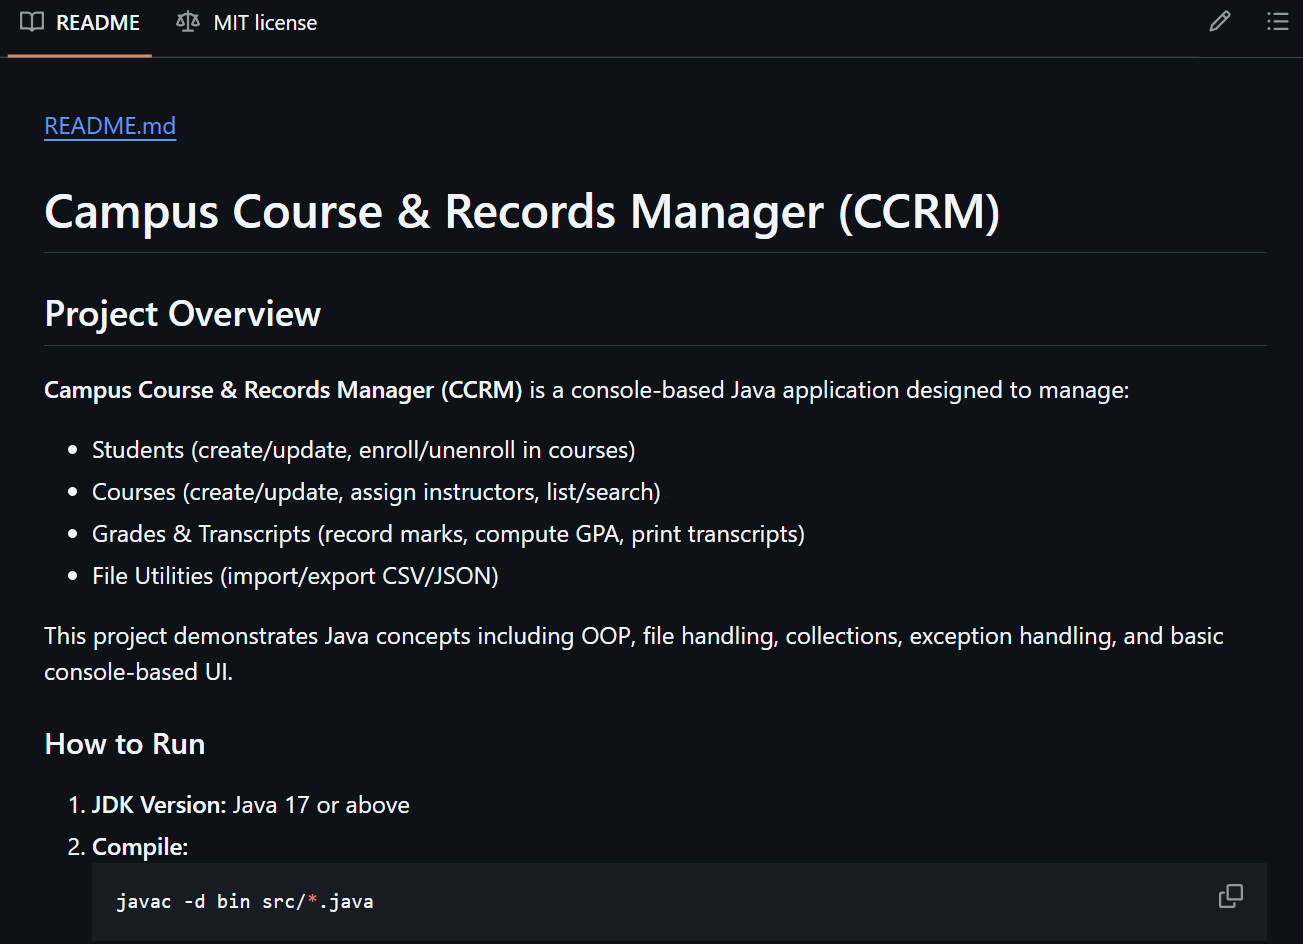 README
MIT license
README.md
Campus Course & Records Manager (CCRM)
Project Overview
Campus Course & Records Manager (CCRM) is a console-based Java application designed to manage:
Students (create/update, enroll/unenroll in courses)
Courses (create/update, assign instructors, list/search)
Grades & Transcripts (record marks, compute GPA, print transcripts)
File Utilities (import/export CSV/JSON)
This project demonstrates Java concepts including OOP, file handling, collections, exception handling, and basic
console-based UI.
How to Run
1. JDK Version: Java 17 or above
2. Compile:
javac -d bin src/*.java